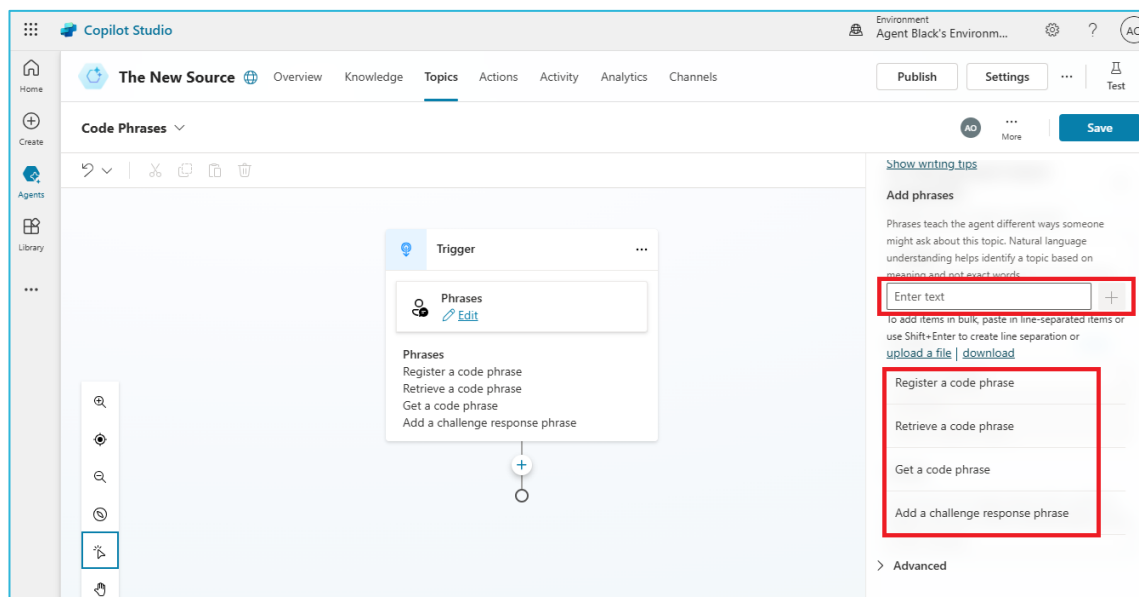 Copilot Studio
Environment
Agent Black's Environm...
AO
Home
The New Source
Overview
Knowledge
Topics
Actions
Activity
Analytics
Channels
Publish
Settings
Test
Create
Code Phrases
AO
More
Save
Agents
Library
Trigger
Phrases
Edit
Phrases
Register a code phrase
Retrieve a code phrase
Get a code phrase
Add a challenge response phrase
Show writing tips
Add phrases
Phrases teach the agent different ways someone
might ask about this topic. Natural language
understanding helps identify a topic based on
meaning and not exact words.
Enter text
To add items in bulk, paste in line-separated items or
use Shift+Enter to create line separation or
upload a file | download
Register a code phrase
Retrieve a code phrase
Get a code phrase
Add a challenge response phrase
Advanced